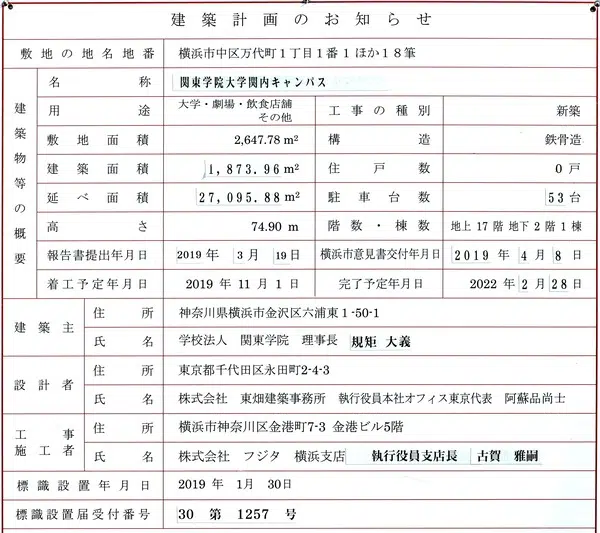 建築計画のお知らせ
敷地の地名地番 横浜市中区万代町1丁目1番1ほか18筆
建築物等の概要
名称 関東学院大学関内キャンパス
用途 大学・劇場・飲食店舗 その他 工事の種別 新築
敷地面積 2,647.78 m² 構造 鉄骨造
建築面積 1,873.96 m² 住戸数 0 戸
延べ面積 27,095.88 m² 駐車台数 53 台
高さ 74.90 m 階数・棟数 地上 17 階 地下 2 階 1 棟
報告書提出年月日 2019 年 3 月 19 日 横浜市意見書交付年月日 2019 年 4 月 8 日
着工予定年月日 2019 年 11 月 1 日 完了予定年月日 2022 年 2 月 28 日
建築主
住所 神奈川県横浜市金沢区六浦東1-50-1
氏名 学校法人 関東学院 理事長 規矩 大義
設計者
住所 東京都千代田区永田町2-4-3
氏名 株式会社 東畑建築事務所 執行役員本社オフィス東京代表 阿蘇品尚士
工事施工者
住所 横浜市神奈川区金港町7-3 金港ビル5階
氏名 株式会社 フジタ 横浜支店 執行役員支店長 古賀 雅嗣
標識設置年月日 2019 年 1月 30日
標識設置届受付番号 30 第 1257 号